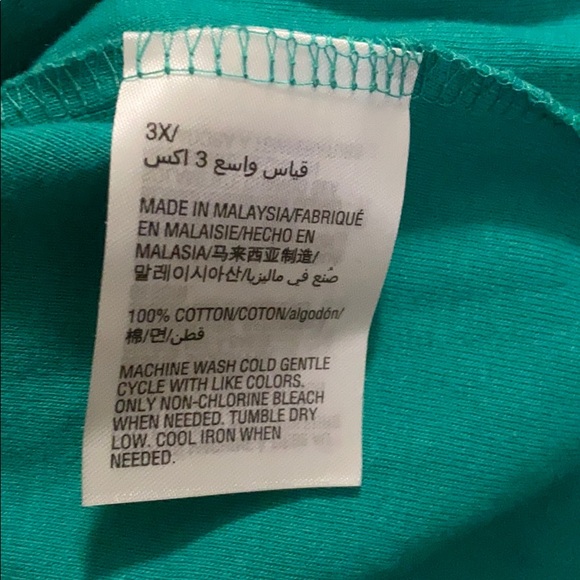 3X/
قياس واسع 3 اكس
MADE IN MALAYSIA/FABRIQUÉ
EN MALAISIE/HECHO EN
MALASIA/马来西亚制造/
말레이시아산/صُنع في ماليزيا
100% COTTON/COTON/algodón/
棉/면/قطن
MACHINE WASH COLD GENTLE
CYCLE WITH LIKE COLORS.
ONLY NON-CHLORINE BLEACH
WHEN NEEDED. TUMBLE DRY
LOW. COOL IRON WHEN
NEEDED.